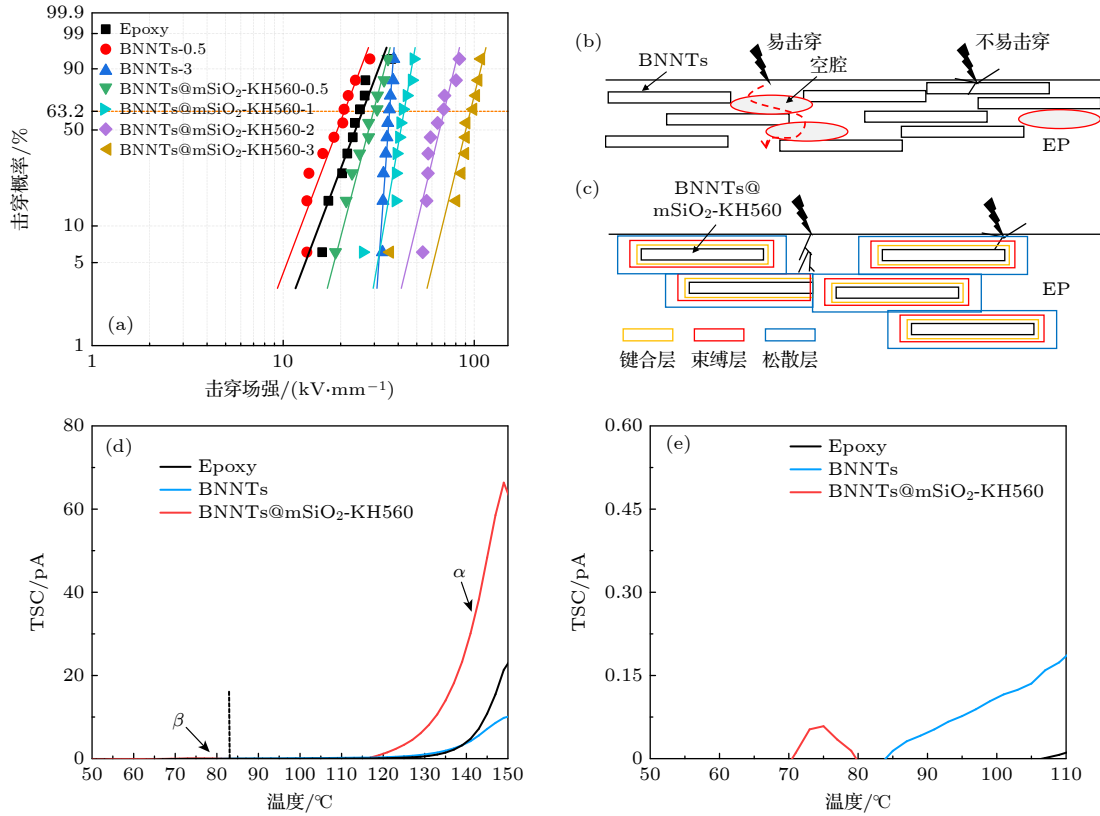 99.9
99
90
63.2
50
10
5
1
击穿概率/%
Epoxy
BNNTs-0.5
BNNTs-3
BNNTs@mSiO₂-KH560-0.5
BNNTs@mSiO₂-KH560-1
BNNTs@mSiO₂-KH560-2
BNNTs@mSiO₂-KH560-3
(a)
1 10 100
击穿场强/(kV·mm⁻¹)
(b)
BNNTs
易击穿
空腔
不易击穿
EP
(c)
BNNTs@
mSiO₂-KH560
EP
键合层 束缚层 松散层
(d)
80
60
40
20
0
TSC/pA
Epoxy
BNNTs
BNNTs@mSiO₂-KH560
α
β
50 60 70 80 90 100 110 120 130 140 150
温度/℃
(e)
0.60
0.45
0.30
0.15
0
TSC/pA
Epoxy
BNNTs
BNNTs@mSiO₂-KH560
50 60 70 80 90 100 110
温度/℃